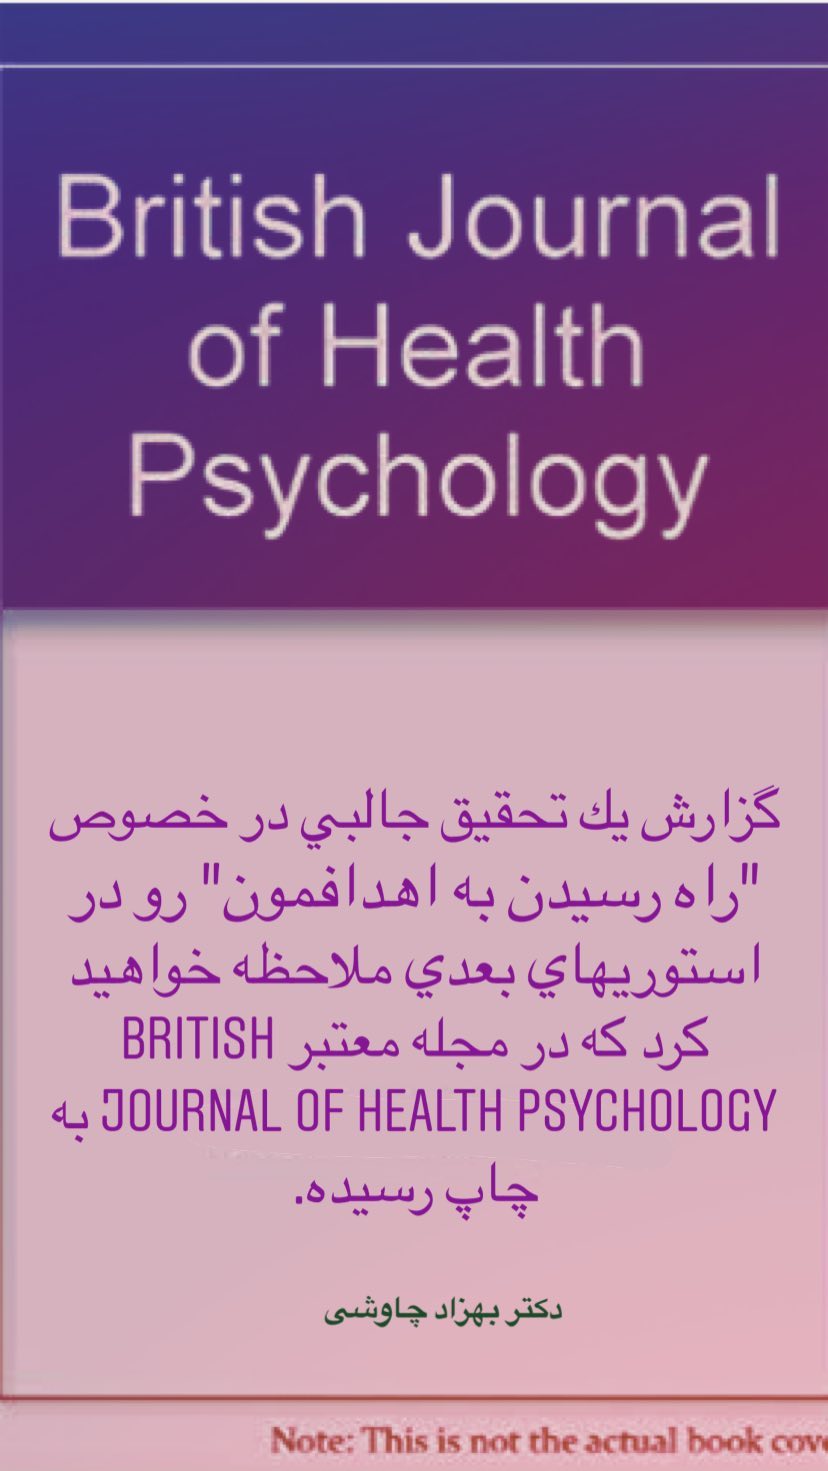 British Journal
of Health
Psychology
گزارش يك تحقيق جالبي در خصوص
"راه رسيدن به اهدافمون" رو در
استوريهاي بعدي ملاحظه خواهيد
كرد كه در مجله معتبر BRITISH
JOURNAL OF HEALTH PSYCHOLOGY به
چاپ رسيده.
دکتر بهزاد چاوشی
Note: This is not the actual book cove